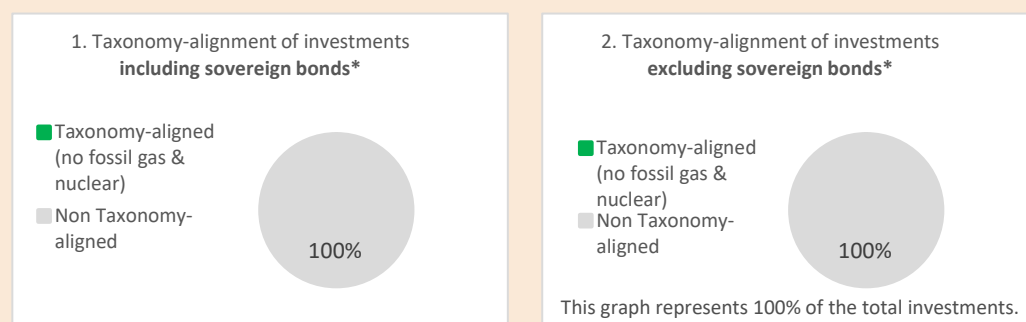 1. Taxonomy-alignment of investments
including sovereign bonds*
Taxonomy-aligned
(no fossil gas &
nuclear)
Non Taxonomy-
aligned
100%
2. Taxonomy-alignment of investments
excluding sovereign bonds*
Taxonomy-aligned
(no fossil gas &
nuclear)
Non Taxonomy-
aligned
100%
This graph represents 100% of the total investments.